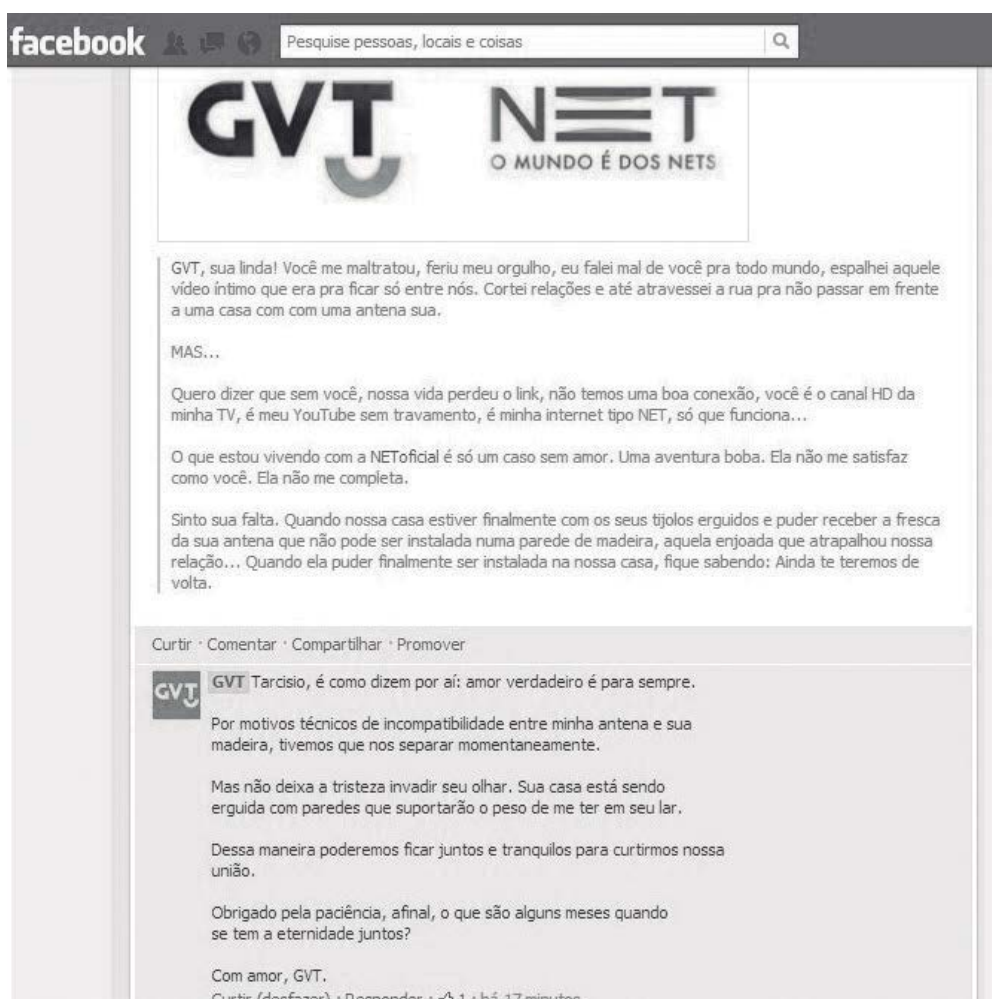 facebook
Pesquise pessoas, locais e coisas
GVT
NET
O MUNDO É DOS NETS
GVT, sua linda! Você me maltratou, feriu meu orgulho, eu falei mal de você pra todo mundo, espalhei aquele
vídeo íntimo que era pra ficar só entre nós. Cortei relações e até atravessei a rua pra não passar em frente
a uma casa com com uma antena sua.
MAS...
Quero dizer que sem você, nossa vida perdeu o link, não temos uma boa conexão, você é o canal HD da
minha TV, é meu YouTube sem travamento, é minha internet tipo NET, só que funciona...
O que estou vivendo com a NEToficial é só um caso sem amor. Uma aventura boba. Ela não me satisfaz
como você. Ela não me completa.
Sinto sua falta. Quando nossa casa estiver finalmente com os seus tijolos erguidos e puder receber a fresca
da sua antena que não pode ser instalada numa parede de madeira, aquela enjoada que atrapalhou nossa
relação... Quando ela puder finalmente ser instalada na nossa casa, fique sabendo: Ainda te teremos de
volta.
Curtir · Comentar · Compartilhar · Promover
GVT
GVT Tarcisio, é como dizem por aí: amor verdadeiro é para sempre.
Por motivos técnicos de incompatibilidade entre minha antena e sua
madeira, tivemos que nos separar momentaneamente.
Mas não deixa a tristeza invadir seu olhar. Sua casa está sendo
erguida com paredes que suportarão o peso de me ter em seu lar.
Dessa maneira poderemos ficar juntos e tranquilos para curtirmos nossa
união.
Obrigado pela paciência, afinal, o que são alguns meses quando
se tem a eternidade juntos?
Com amor, GVT.
Curtir (desfazer) · Responder · 1 · há 17 minutos